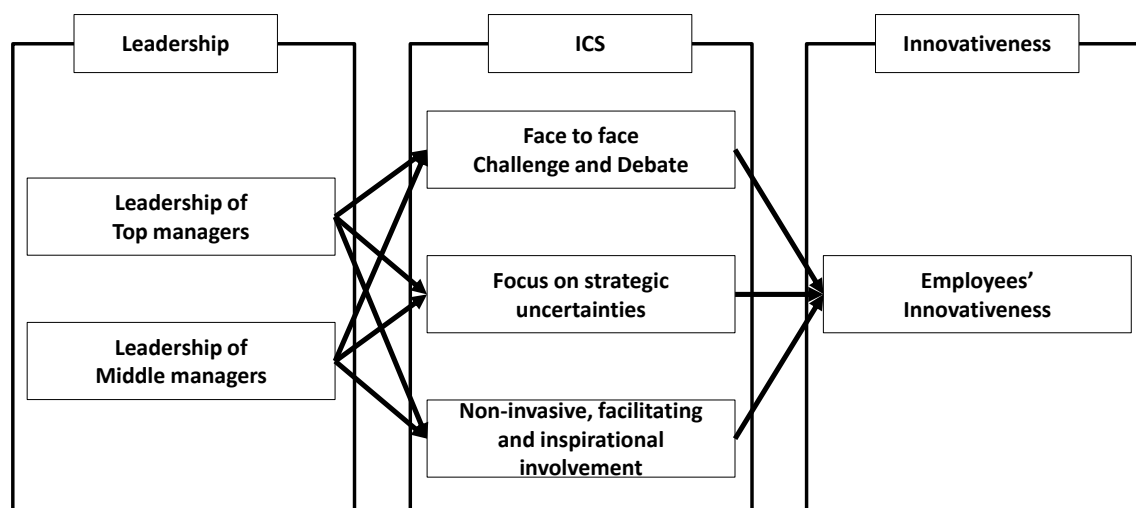 Leadership
ICS
Innovativeness
Leadership of
Top managers
Leadership of
Middle managers
Face to face
Challenge and Debate
Focus on strategic
uncertainties
Non-invasive, facilitating
and inspirational
involvement
Employees’
Innovativeness